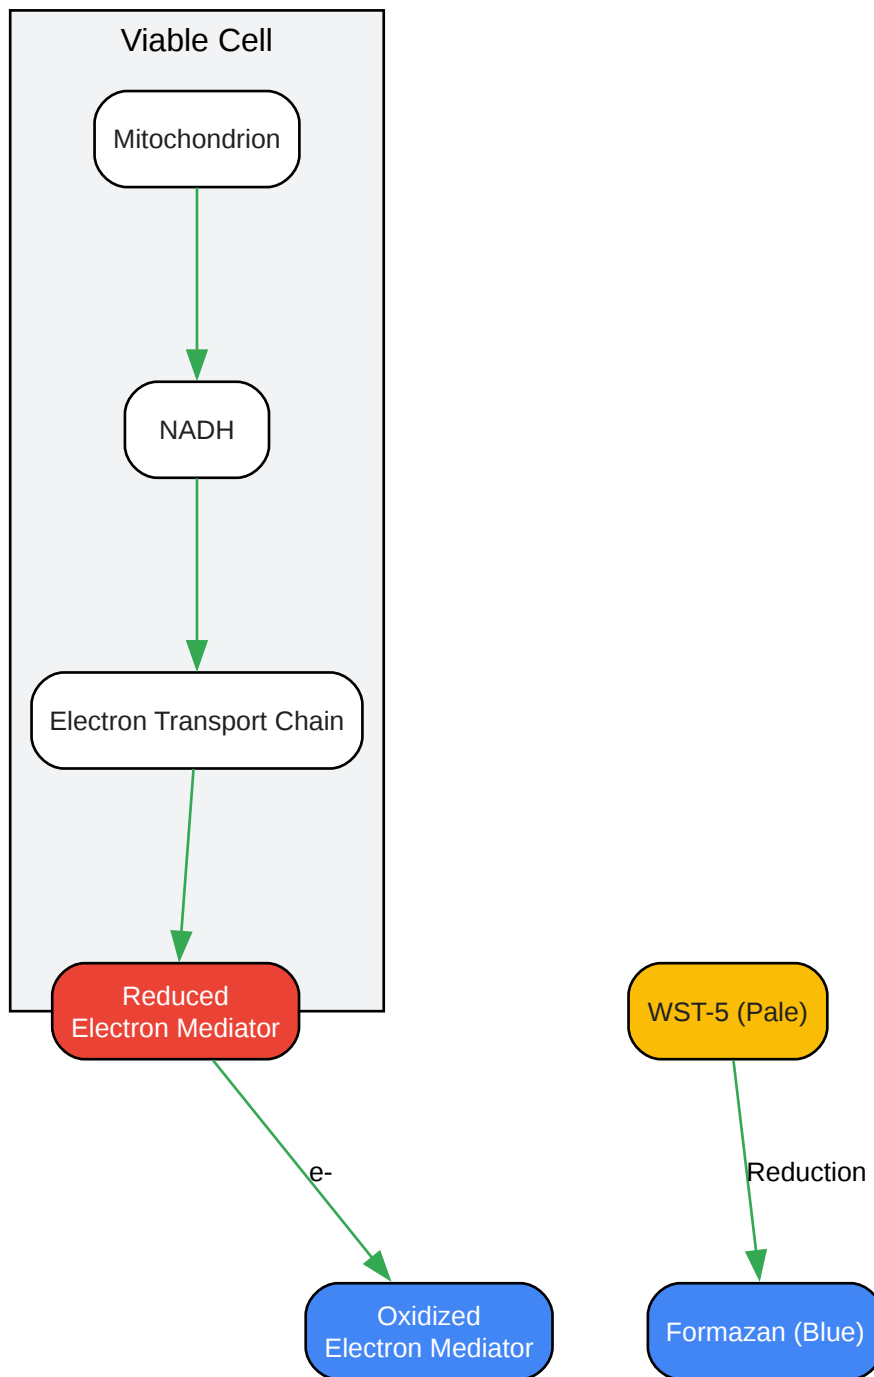 Viable Cell
Mitochondrion
NADH
Electron Transport Chain
Reduced
Electron Mediator
WST-5 (Pale)
e-
Reduction
Oxidized
Electron Mediator
Formazan (Blue)